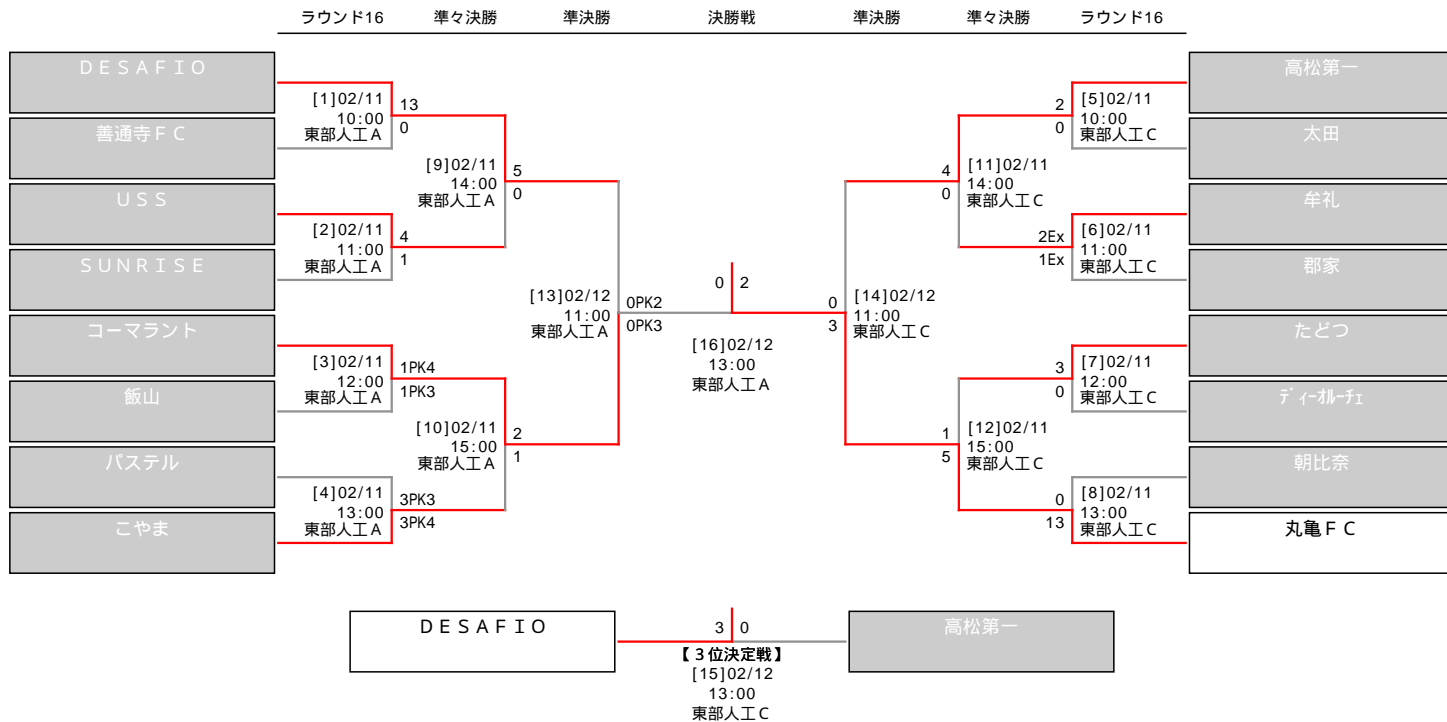 ラウンド16 準々決勝 準決勝 決勝戦 準決勝 準々決勝 ラウンド16
ＤＥＳＡＦＩＯ
善通寺ＦＣ
ＵＳＳ
ＳＵＮＲＩＳＥ
コーマラント
飯山
パステル
こやま
[1]02/11
10:00
東部人工Ａ
13
0
[2]02/11
11:00
東部人工Ａ
4
1
[3]02/11
12:00
東部人工Ａ
1PK4
1PK3
[4]02/11
13:00
東部人工Ａ
3PK3
3PK4
[9]02/11
14:00
東部人工Ａ
5
0
[10]02/11
15:00
東部人工Ａ
2
1
[13]02/12
11:00
東部人工Ａ
0PK2
0PK3
0 2
[16]02/12
13:00
東部人工Ａ
0
3
[14]02/12
11:00
東部人工Ｃ
4
0
[11]02/11
14:00
東部人工Ｃ
1
5
[12]02/11
15:00
東部人工Ｃ
2
0
[5]02/11
10:00
東部人工Ｃ
2Ex
1Ex
[6]02/11
11:00
東部人工Ｃ
3
0
[7]02/11
12:00
東部人工Ｃ
0
13
[8]02/11
13:00
東部人工Ｃ
高松第一
太田
牟礼
郡家
たどつ
ﾃﾞィｰｵﾙｰﾁｪ
朝比奈
丸亀ＦＣ
ＤＥＳＡＦＩＯ
3 0
高松第一
【３位決定戦】
[15]02/12
13:00
東部人工Ｃ